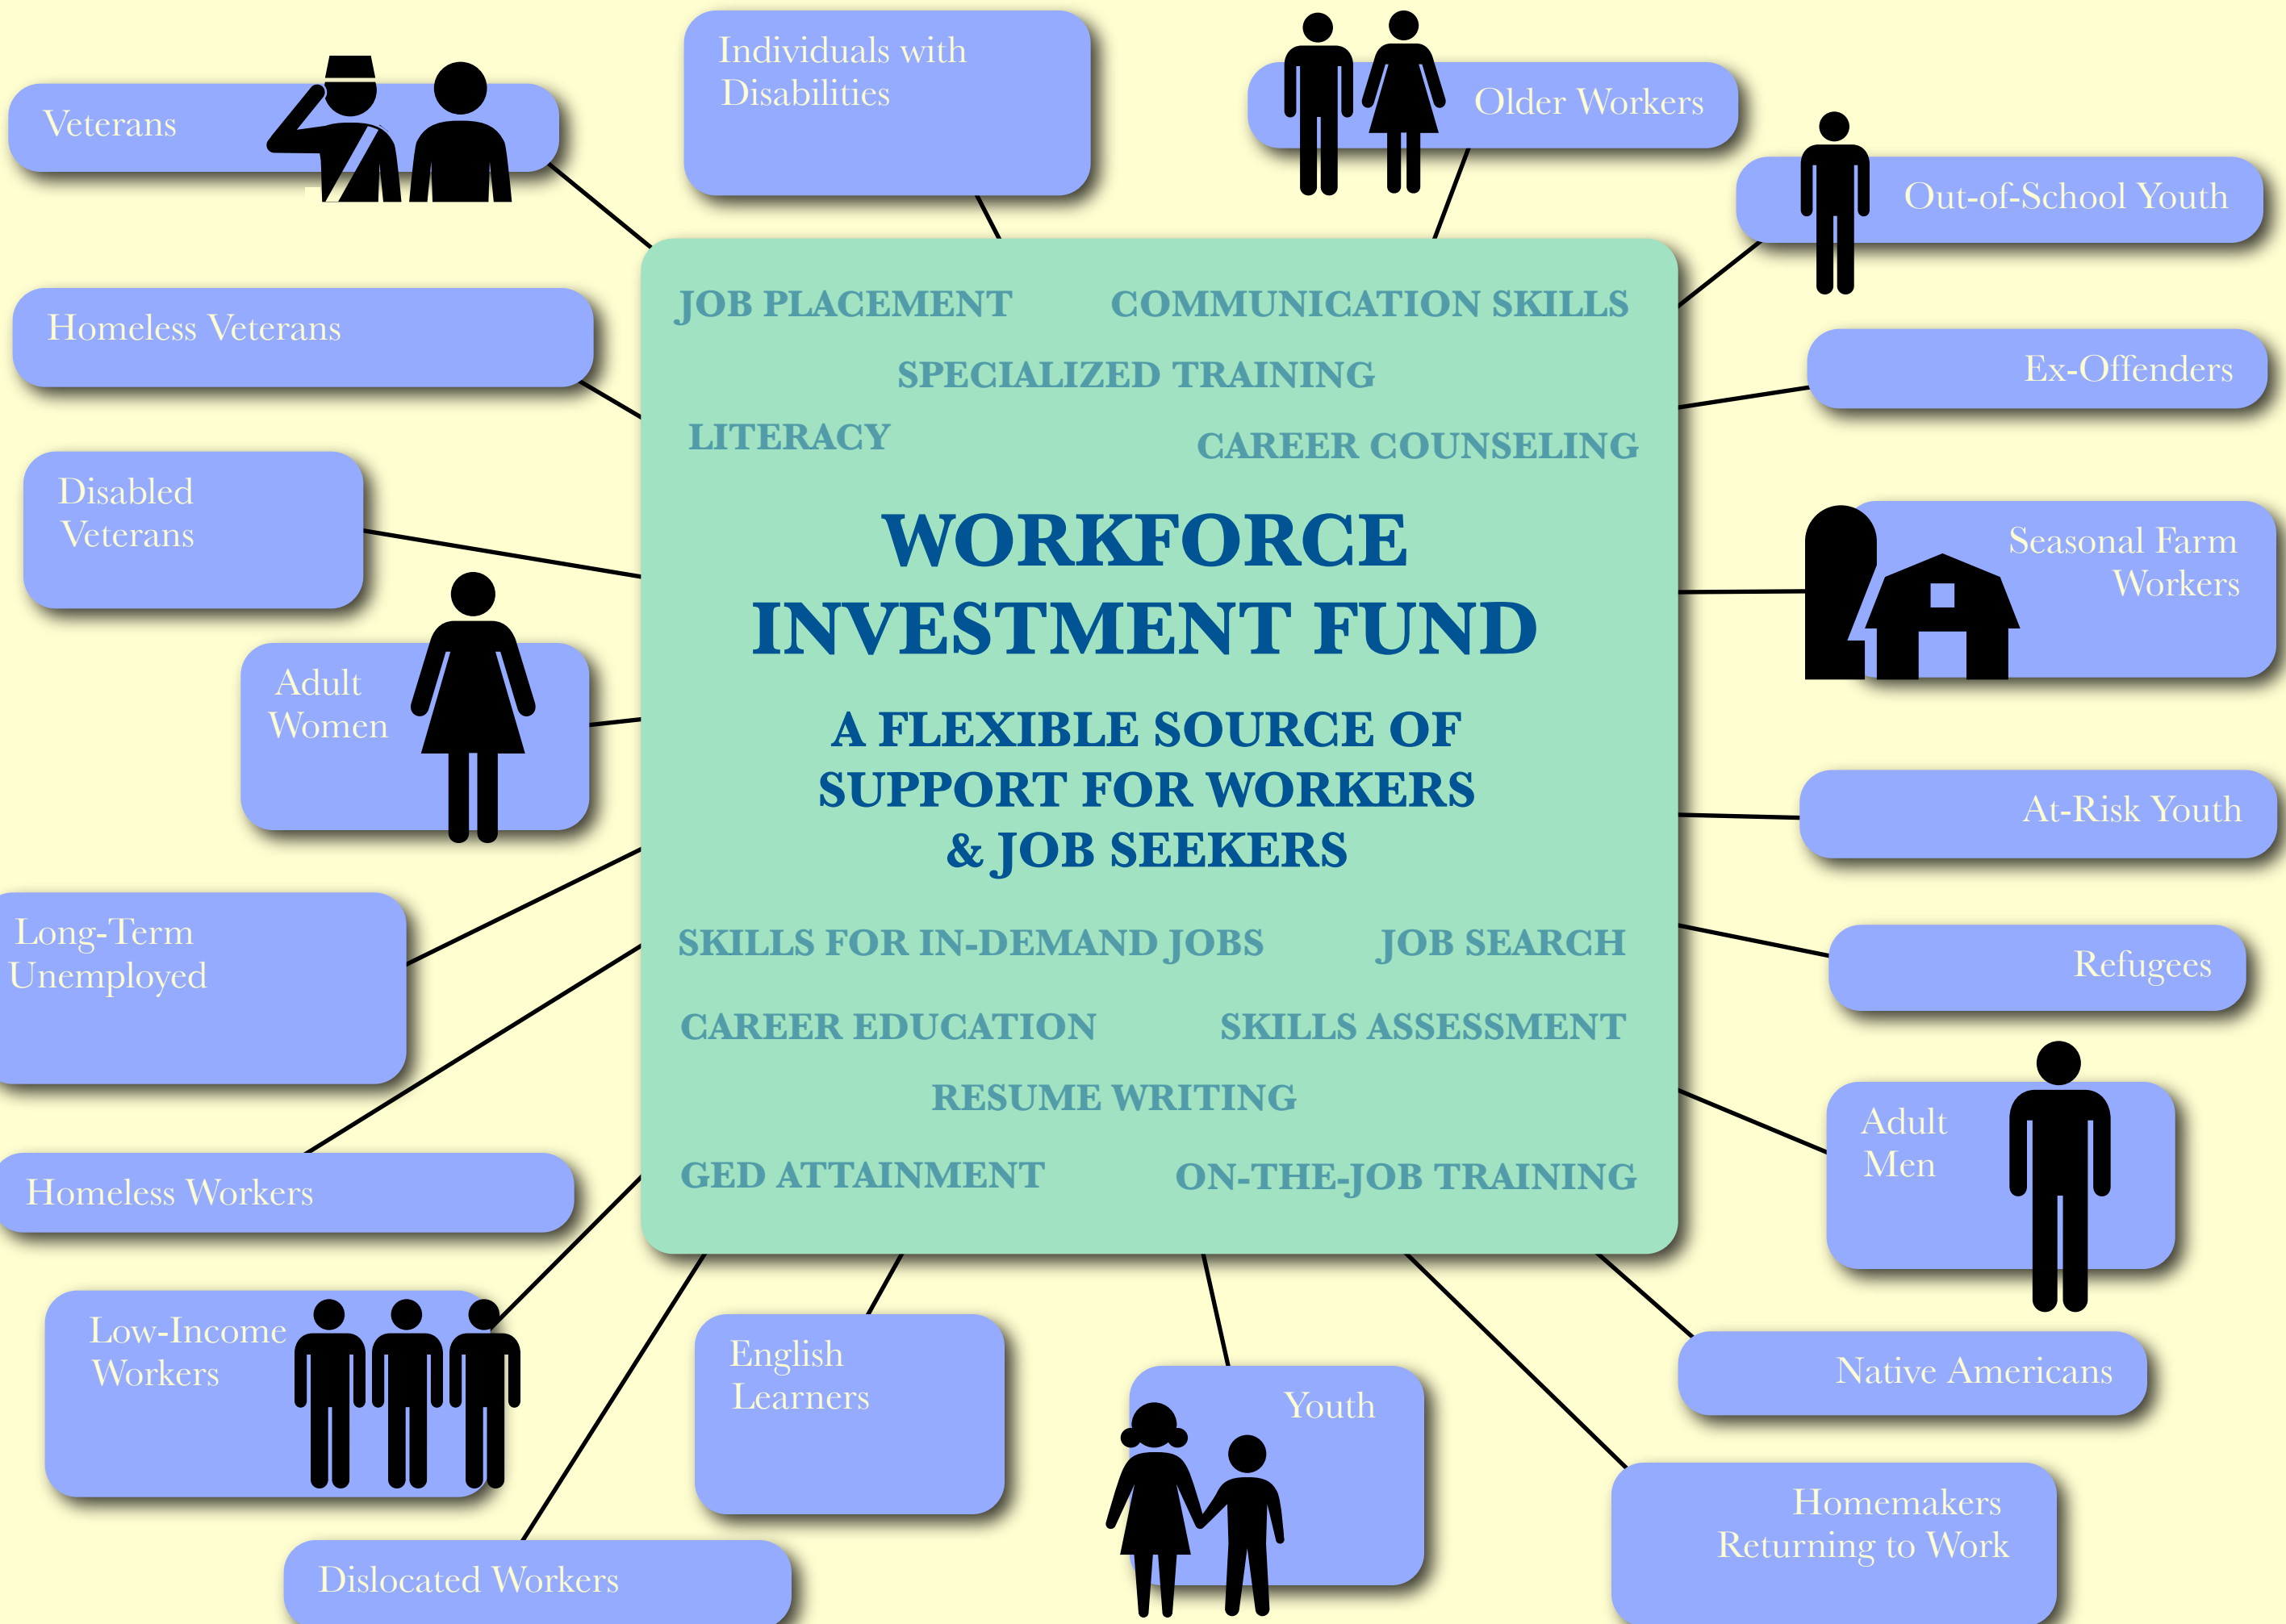 Individuals with
Disabilities
Older Workers
Veterans
Out-of-School Youth
Homeless Veterans
Ex-Offenders
Disabled
Veterans
Seasonal Farm
Workers
Adult
Women
At-Risk Youth
Long-Term
Unemployed
Refugees
Adult
Men
Homeless Workers
Low-Income
Workers
English
Learners
Youth
Native Americans
Homemakers
Returning to Work
Dislocated Workers
JOB PLACEMENT COMMUNICATION SKILLS
SPECIALIZED TRAINING
LITERACY CAREER COUNSELING
WORKFORCE
INVESTMENT FUND
A FLEXIBLE SOURCE OF
SUPPORT FOR WORKERS
& JOB SEEKERS
SKILLS FOR IN-DEMAND JOBS JOB SEARCH
CAREER EDUCATION SKILLS ASSESSMENT
RESUME WRITING
GED ATTAINMENT ON-THE-JOB TRAINING